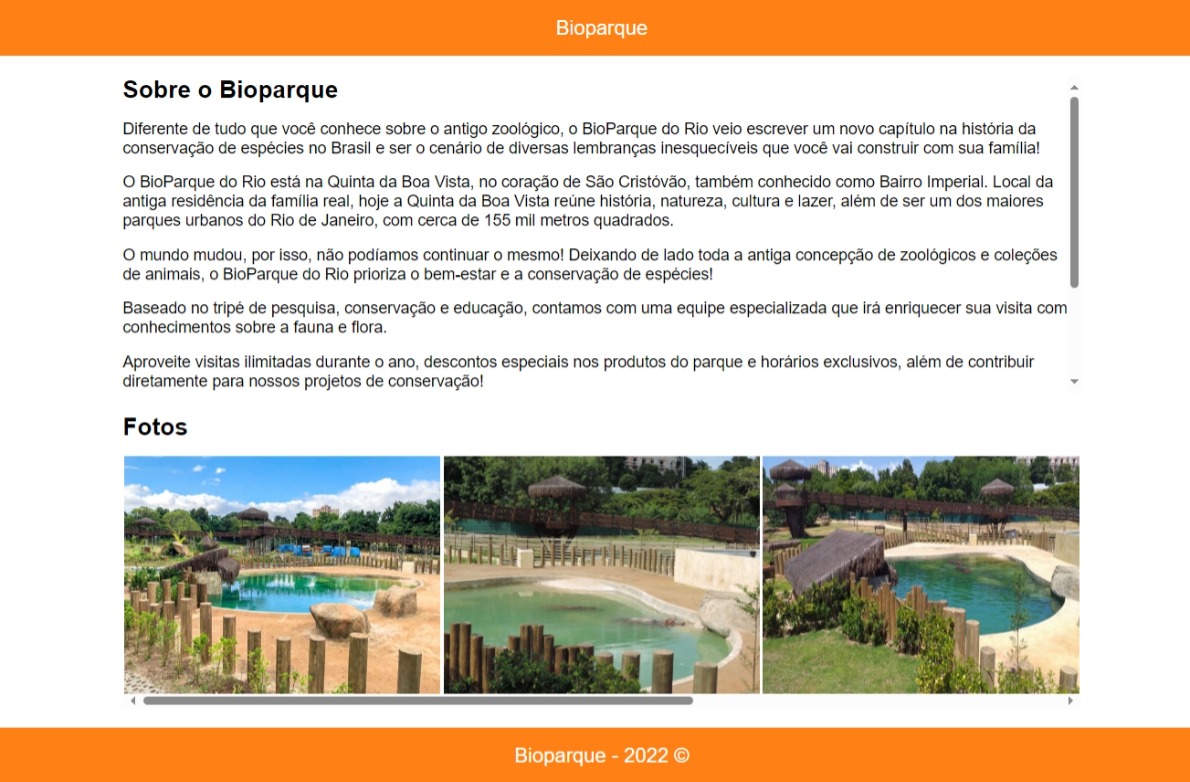 Bioparque
Sobre o Bioparque
Diferente de tudo que você conhece sobre o antigo zoológico, o BioParque do Rio veio escrever um novo capítulo na história da
conservação de espécies no Brasil e ser o cenário de diversas lembranças inesquecíveis que você vai construir com sua família!
O BioParque do Rio está na Quinta da Boa Vista, no coração de São Cristóvão, também conhecido como Bairro Imperial. Local da
antiga residência da família real, hoje a Quinta da Boa Vista reúne história, natureza, cultura e lazer, além de ser um dos maiores
parques urbanos do Rio de Janeiro, com cerca de 155 mil metros quadrados.
O mundo mudou, por isso, não podíamos continuar o mesmo! Deixando de lado toda a antiga concepção de zoológicos e coleções
de animais, o BioParque do Rio prioriza o bem-estar e a conservação de espécies!
Baseado no tripé de pesquisa, conservação e educação, contamos com uma equipe especializada que irá enriquecer sua visita com
conhecimentos sobre a fauna e flora.
Aproveite visitas ilimitadas durante o ano, descontos especiais nos produtos do parque e horários exclusivos, além de contribuir
diretamente para nossos projetos de conservação!
Fotos
Bioparque - 2022 ©